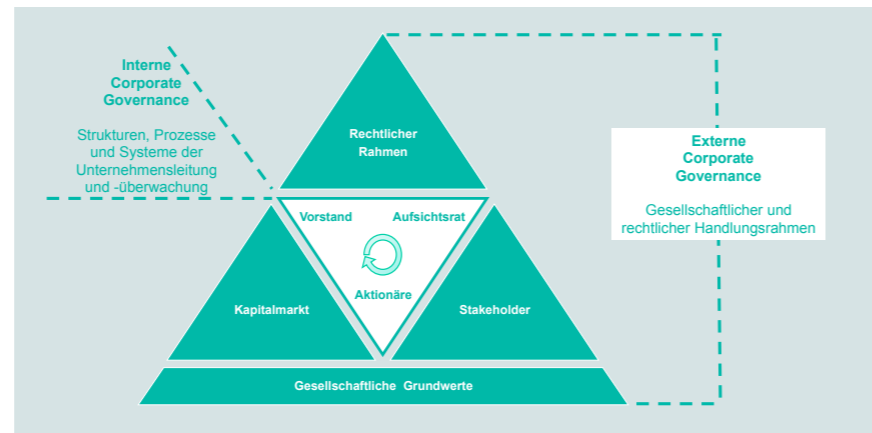 Interne
Corporate
Governance
Strukturen, Prozesse
und Systeme der
Unternehmensleitung
und -überwachung
Rechtlicher
Rahmen
Externe
Corporate
Governance
Gesellschaftlicher und
rechtlicher Handlungsrahmen
Vorstand
Aufsichtsrat
Aktionäre
Kapitalmarkt
Stakeholder
Gesellschaftliche Grundwerte